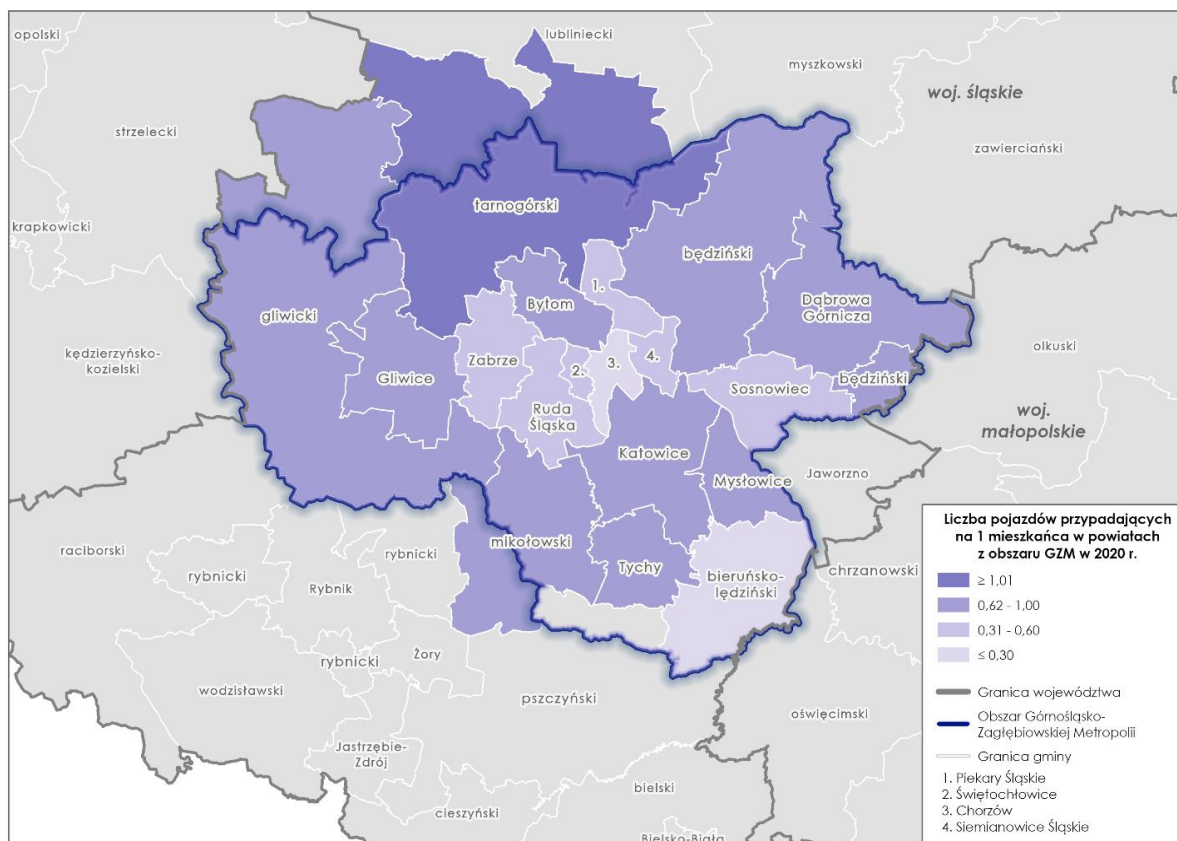 opolski
lubliniecki
myszkowski
woj. śląskie
strzelecki
zawierciański
tarnogórski
krapkowicki
będziński
1.
Bytom
Dąbrowa
Górnicza
gliwicki
kędzierzyńsko-
kozielski
olkuski
Zabrze
2.
3.
4.
Gliwice
będziński
Sosnowiec
Ruda
Śląska
woj.
małopolskie
Katowice
Mysłowice
Jaworzno
raciborski
rybnicki
mikołowski
rybnicki
Rybnik
Tychy
bieruńsko-
lędziński
chrzanowski
rybnicki
Żory
wodzisławski
pszczyński
oświęcimski
Jastrzębie-
Zdrój
cieszyński
bielski
Bielsko-Biała
Liczba pojazdów przypadających
na 1 mieszkańca w powiatach
z obszaru GZM w 2020 r.
≥ 1,01
0,62 - 1,00
0,31 - 0,60
≤ 0,30
Granica województwa
Obszar Górnośląsko-
Zagłębiowskiej Metropolii
Granica gminy
1. Piekary Śląskie
2. Świętochłowice
3. Chorzów
4. Siemianowice Śląskie